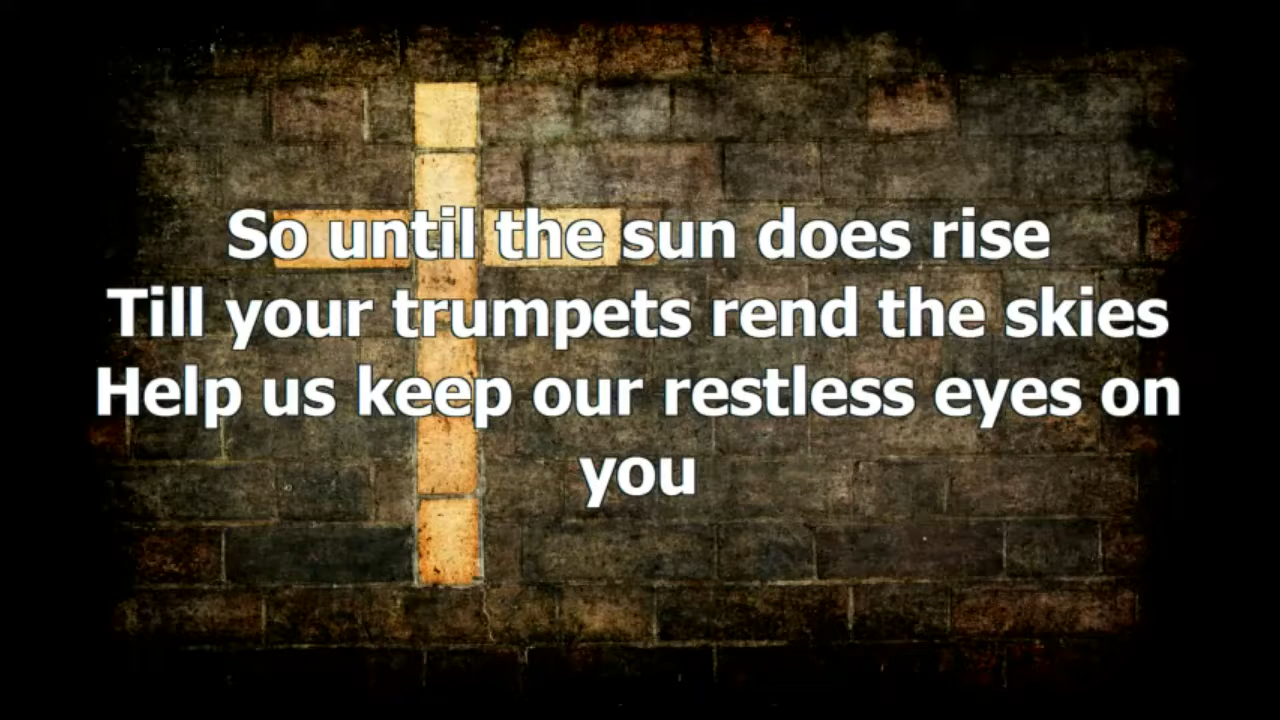 So until the sun does rise
Till your trumpets rend the skies
Help us keep our restless eyes on
you